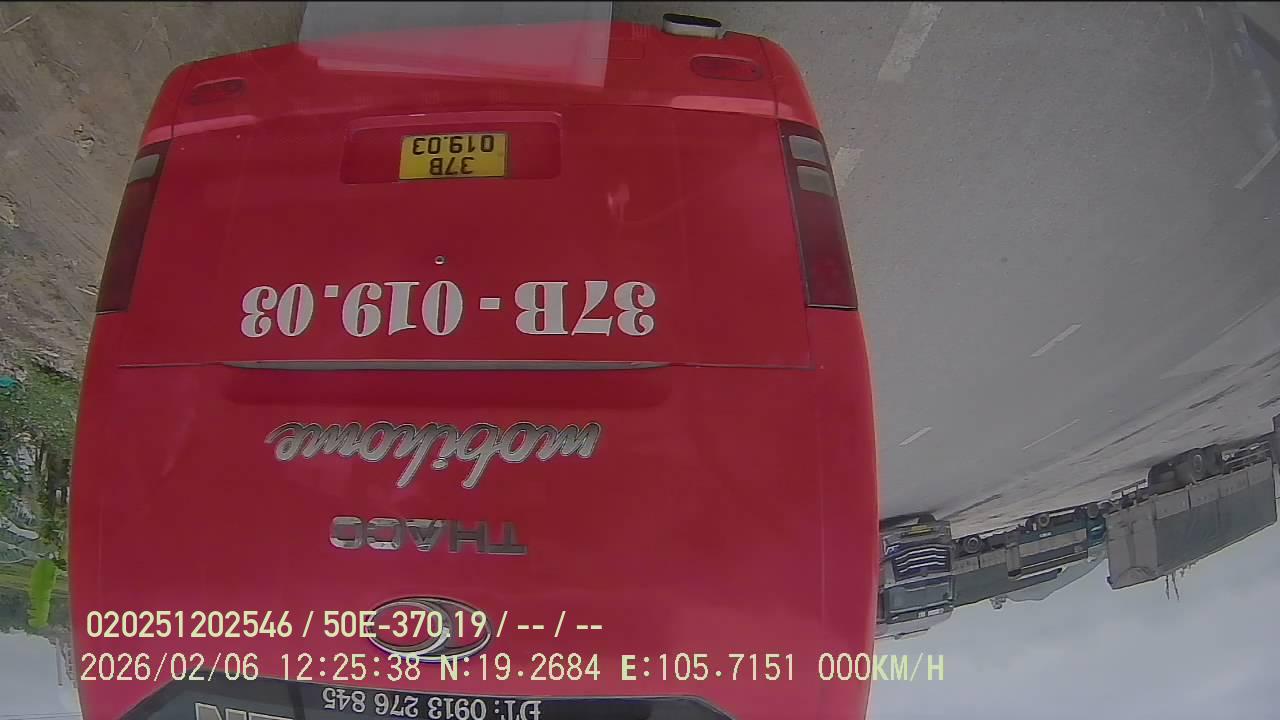 37B
019.03
37B - 019.03
mobihome
THACO
ĐT: 0913 276 845
020251202546 / 50E-370.19 / -- / --
2026/02/06 12:25:38 N:19.2684 E:105.7151 000KM/H